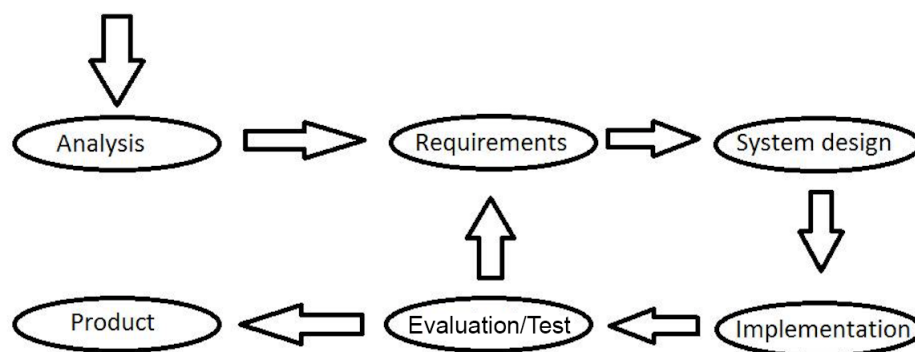 Analysis
Requirements
System design
Product
Evaluation/Test
Implementation